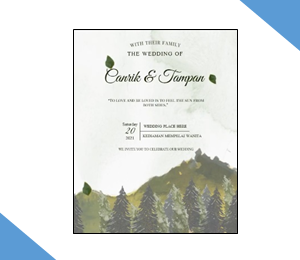 WITH THEIR FAMILY
THE WEDDING OF
Canrik & Tampan
"TO LOVE AND BE LOVED IS TO FEEL THE SUN FROM
BOTH SIDES."
Saturday
20
2021
WEDDING PLACE HERE
KEDIAMAN MEMPELAI WANITA
WE INVITE YOU TO CELEBRATE OUR WEDDING